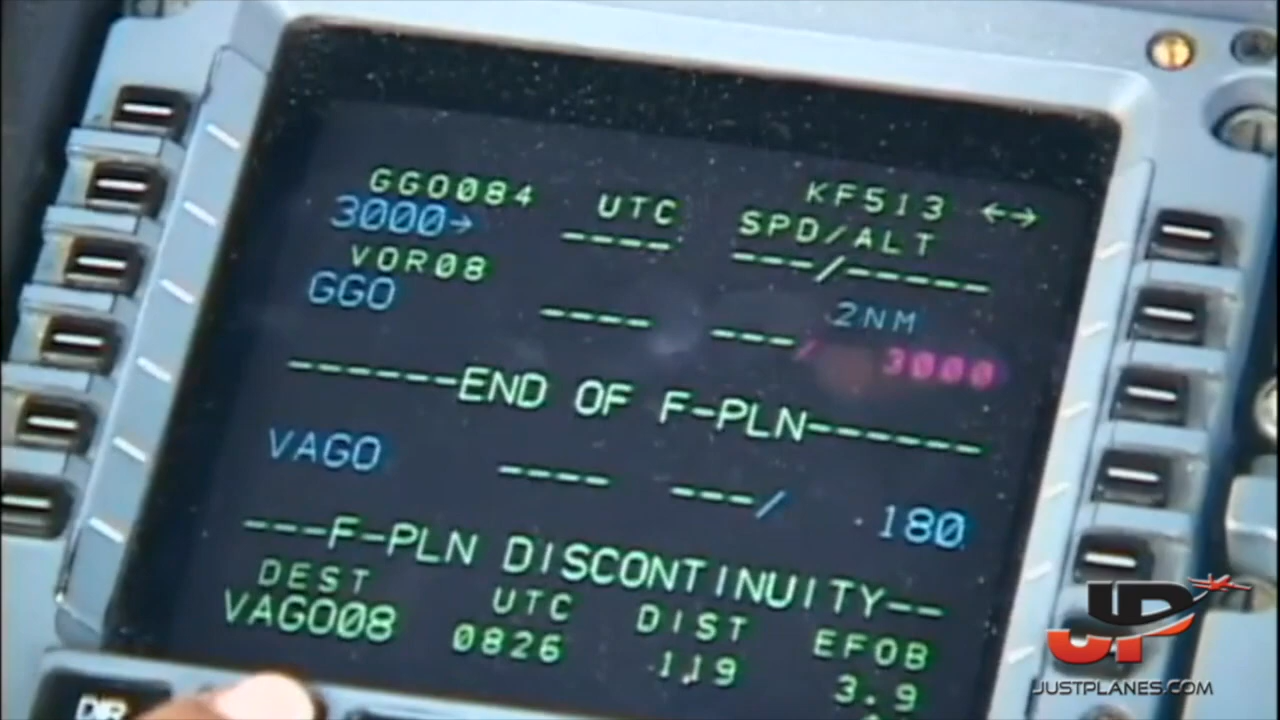 GGO084 KF513 ←→
3000→ UTC SPD/ALT
---- ---/-----
VOR08 2NM
GGO ---- ---/ 3000
------END OF F-PLN------
VAGO ---- ---/ 180
---F-PLN DISCONTINUITY--
DEST UTC DIST EFOB
VAGO08 0826 119 3.9
DIR
JP
JUSTPLANES.COM